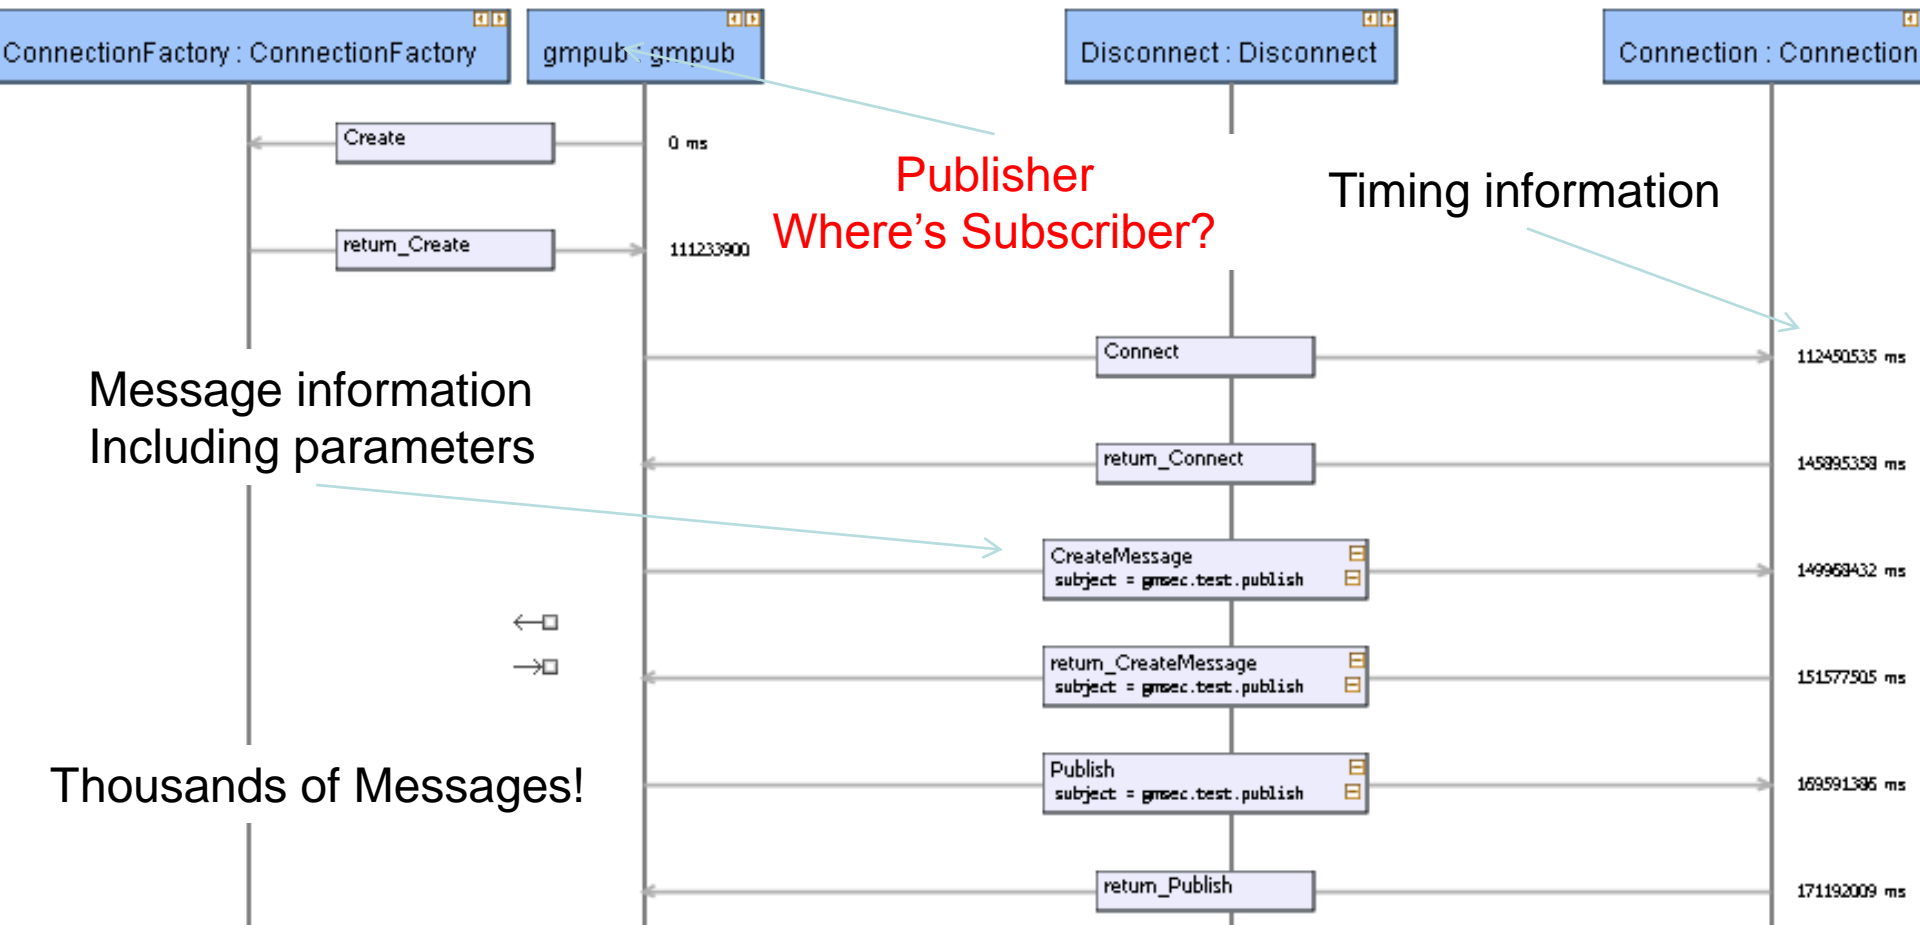 ConnectionFactory : ConnectionFactory
gmpub : gmpub
Disconnect : Disconnect
Connection : Connection
Create
0 ms
Publisher
Where's Subscriber?
Timing information
return_Create
111233900
Connect
112450535 ms
Message information
Including parameters
return_Connect
145895358 ms
CreateMessage
subject = gmsec.test.publish
149958432 ms
return_CreateMessage
subject = gmsec.test.publish
151577505 ms
Thousands of Messages!
Publish
subject = gmsec.test.publish
169591386 ms
return_Publish
171192009 ms